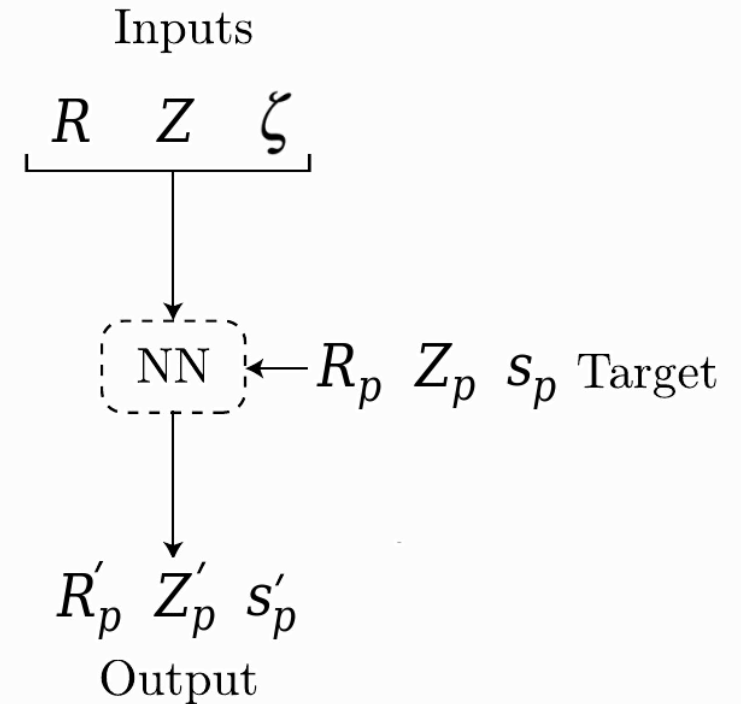 Inputs
R Z ζ
NN
R_p Z_p s_p Target
R'_p Z'_p s'_p
Output